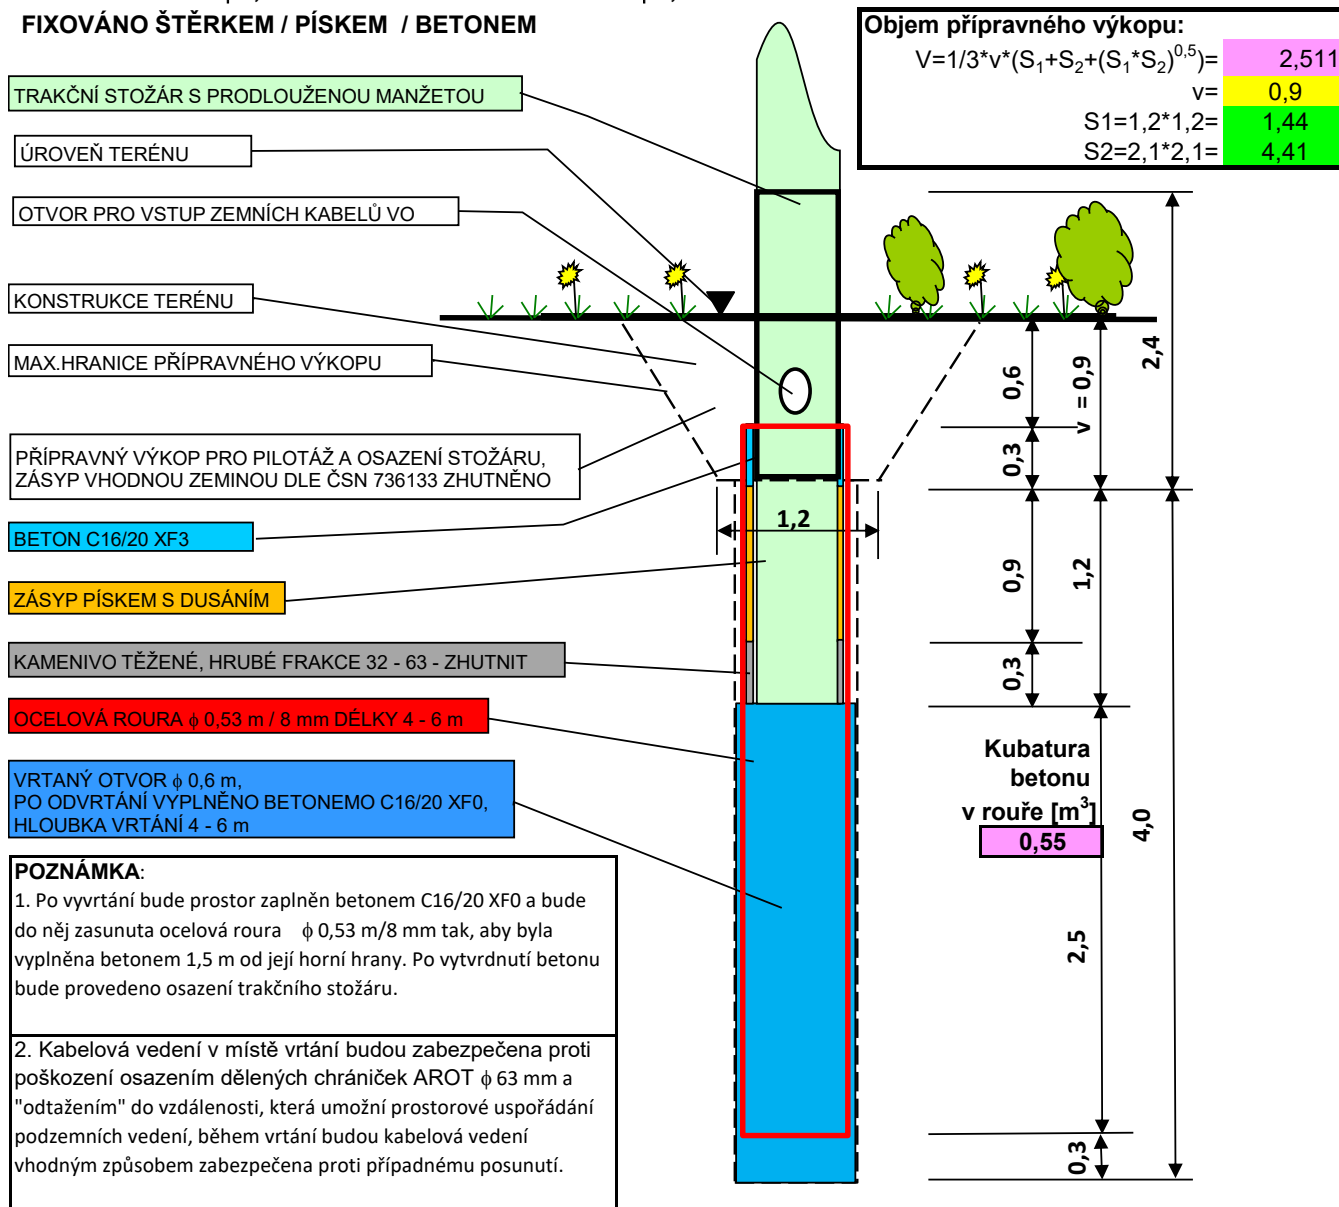 FIXOVÁNO ŠTĚRKEM / PÍSKEM / BETONEM
Objem přípravného výkopu:
V=1/3*v*(S1+S2+(S1*S2)^0,5)= 2,511
v= 0,9
S1=1,2*1,2= 1,44
S2=2,1*2,1= 4,41
TRAKČNÍ STOŽÁR S PRODLOUŽENOU MANŽETOU
ÚROVEŇ TERÉNU
OTVOR PRO VSTUP ZEMNÍCH KABELŮ VO
KONSTRUKCE TERÉNU
MAX.HRANICE PŘÍPRAVNÉHO VÝKOPU
PŘÍPRAVNÝ VÝKOP PRO PILOTÁŽ A OSAZENÍ STOŽÁRU,
ZÁSYP VHODNOU ZEMINOU DLE ČSN 736133 ZHUTNĚNO
BETON C16/20 XF3
ZÁSYP PÍSKEM S DUSÁNÍM
KAMENIVO TĚŽENÉ, HRUBÉ FRAKCE 32 - 63 - ZHUTNIT
OCELOVÁ ROURA ϕ 0,53 m / 8 mm DÉLKY 4 - 6 m
VRTANÝ OTVOR ϕ 0,6 m,
PO ODVRTÁNÍ VYPLNĚNO BETONEMO C16/20 XF0,
HLOUBKA VRTÁNÍ 4 - 6 m
0,6
v = 0,9
2,4
0,3
1,2
0,9
1,2
0,3
Kubatura
betonu
v rouře [m³]
0,55
4,0
2,5
0,3
POZNÁMKA:
1. Po vyvrtání bude prostor zaplněn betonem C16/20 XF0 a bude
do něj zasunuta ocelová roura ϕ 0,53 m/8 mm tak, aby byla
vyplněna betonem 1,5 m od její horní hrany. Po vytvrdnutí betonu
bude provedeno osazení trakčního stožáru.
2. Kabelová vedení v místě vrtání budou zabezpečena proti
poškození osazením dělených chrániček AROT ϕ 63 mm a
"odtažením" do vzdálenosti, která umožní prostorové uspořádání
podzemních vedení, během vrtání budou kabelová vedení
vhodným způsobem zabezpečena proti případnému posunutí.